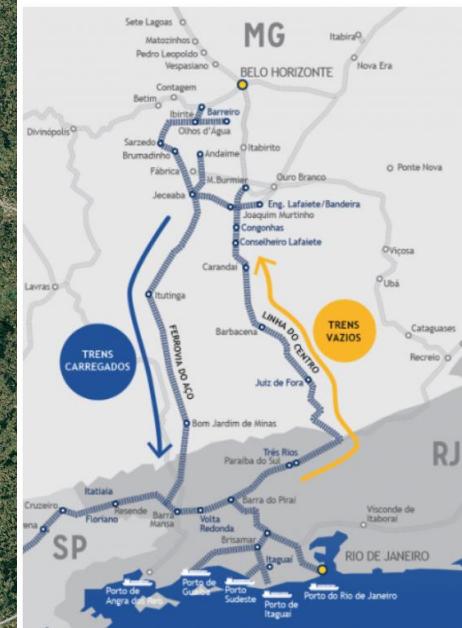 Sete Lagoas
MG
Matozinhos
Itabira
Pedro Leopoldo
Vespasiano
Nova Era
BELO HORIZONTE
Contagem
Betim
Ibirité
Barreiro
Divinópolis
Olhos d'Água
Sarzedo
Andaime
Itabirito
Brumadinho
Ponte Nova
Fábrica
M.Burmier
Ouro Branco
Jeceaba
Eng. Lafaiete/Bandeira
Joaquim Murtinho
Congonhas
Conselheiro Lafaiete
Viçosa
Carandaí
Lavras
Ubá
Itutinga
TRENS
CARREGADOS
FERROVIA DO AÇO
LINHA DO CENTRO
Barbacena
TRENS
VAZIOS
Cataguases
Juiz de Fora
Recreio
Bom Jardim de Minas
RJ
Três Rios
Paraíba do Sul
Itatiaia
Cruzeiro
Resende
Barra
Mansa
Barra do Piraí
Visconde de
Itaboraí
Floriano
Volta
Redonda
SP
Brisamar
Itaguaí
RIO DE JANEIRO
Porto de
Angra dos Reis
Porto de
Guaíba
Porto
Sudeste
Porto de
Itaguaí
Porto do Rio de Janeiro